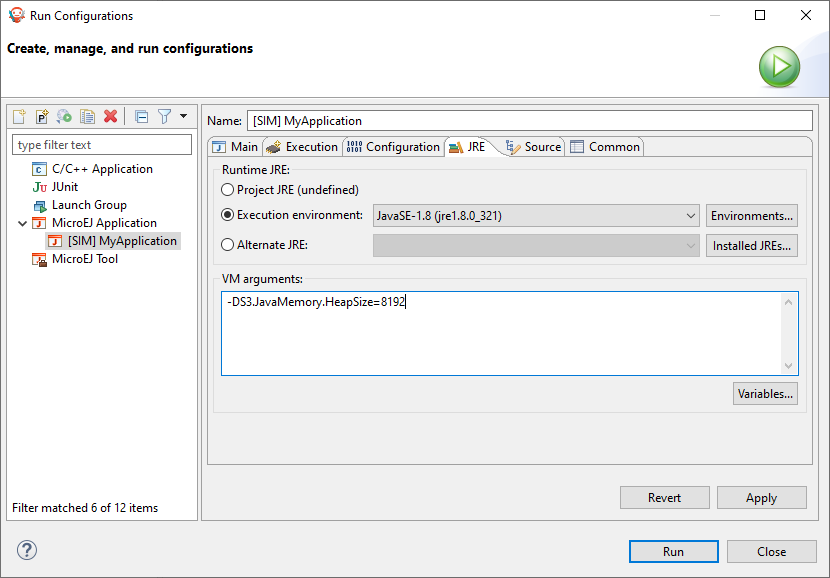 Run Configurations
Create, manage, and run configurations
type filter text
C/C++ Application
JUnit
Launch Group
MicroEJ Application
[SIM] MyApplication
MicroEJ Tool
Filter matched 6 of 12 items
Name: [SIM] MyApplication
Main Execution Configuration JRE Source Common
Runtime JRE:
Project JRE (undefined)
Execution environment: JavaSE-1.8 (jre1.8.0_321) Environments...
Alternate JRE: Installed JREs...
VM arguments:
-DS3.JavaMemory.HeapSize=8192
Variables...
Revert Apply
Run Close